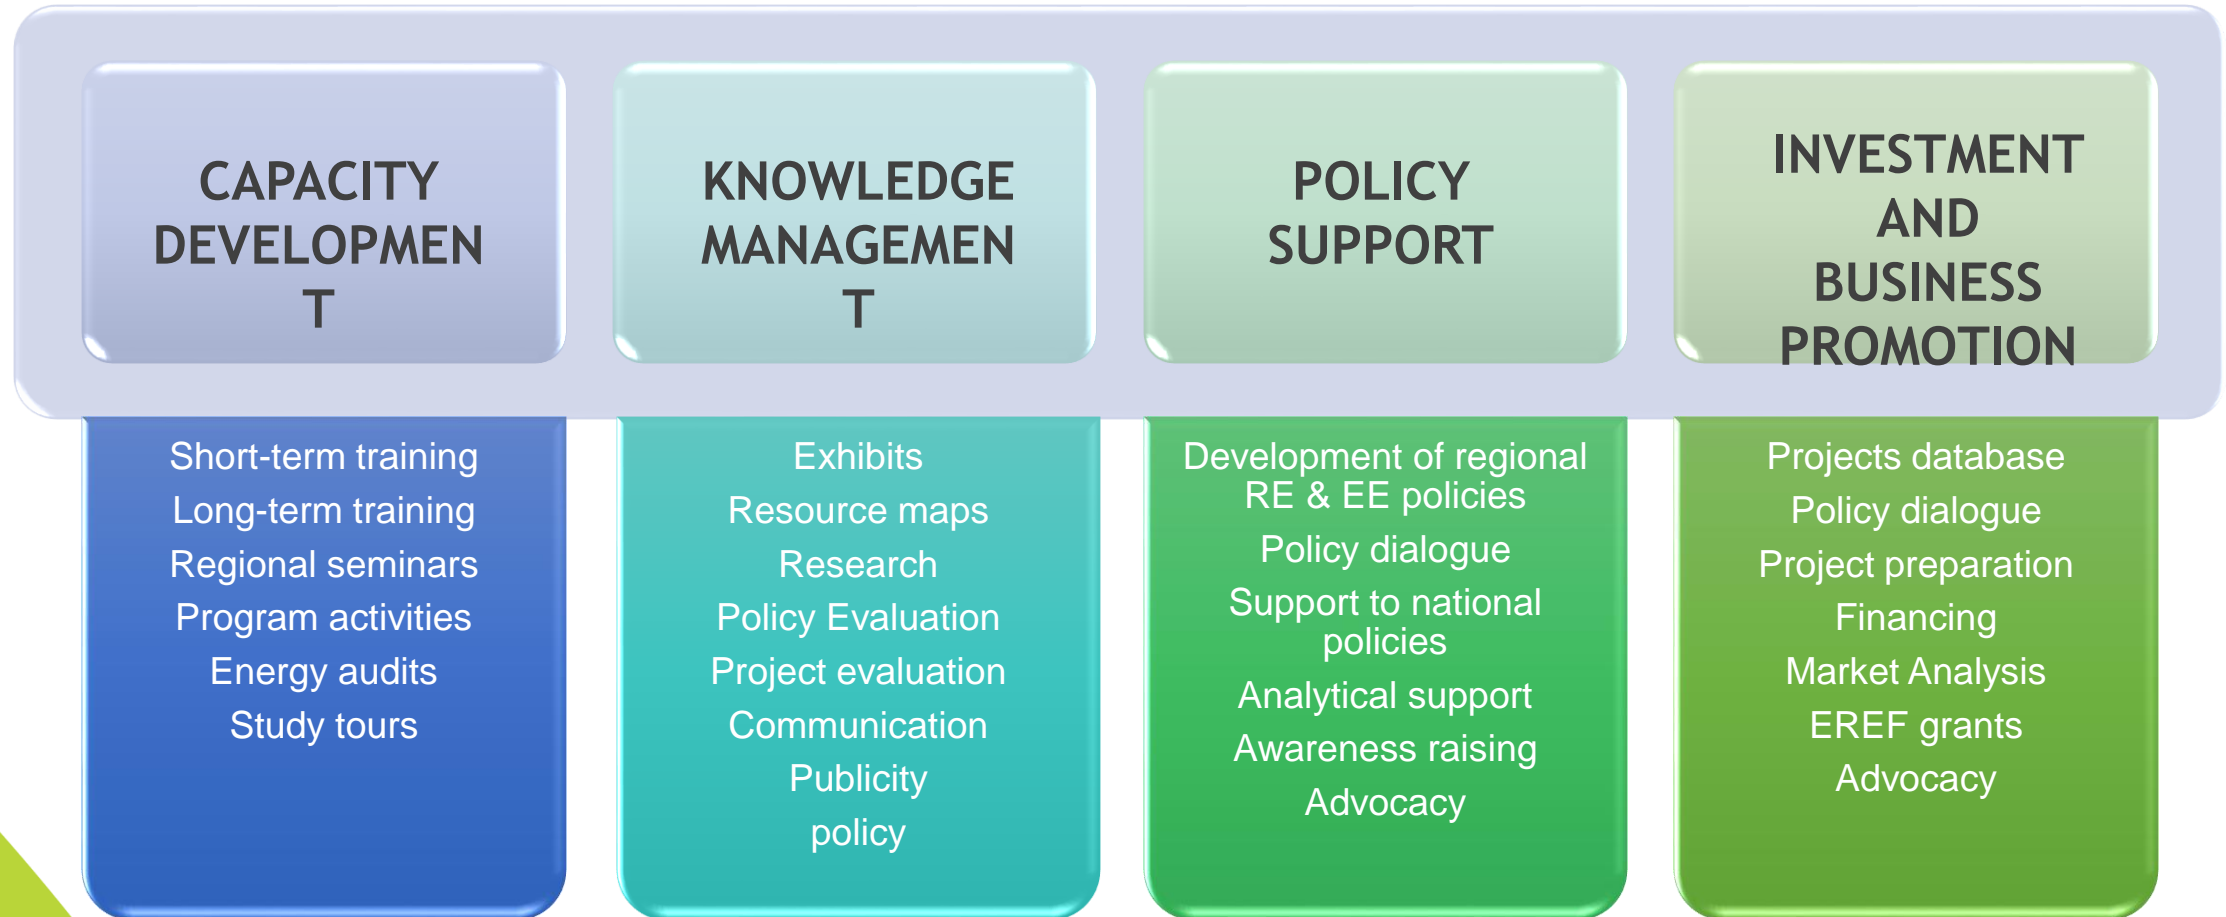 CAPACITY
DEVELOPMEN
T
Short-term training
Long-term training
Regional seminars
Program activities
Energy audits
Study tours
KNOWLEDGE
MANAGEMEN
T
Exhibits
Resource maps
Research
Policy Evaluation
Project evaluation
Communication
Publicity
policy
POLICY
SUPPORT
Development of regional
RE & EE policies
Policy dialogue
Support to national
policies
Analytical support
Awareness raising
Advocacy
INVESTMENT
AND
BUSINESS
PROMOTION
Projects database
Policy dialogue
Project preparation
Financing
Market Analysis
EREF grants
Advocacy